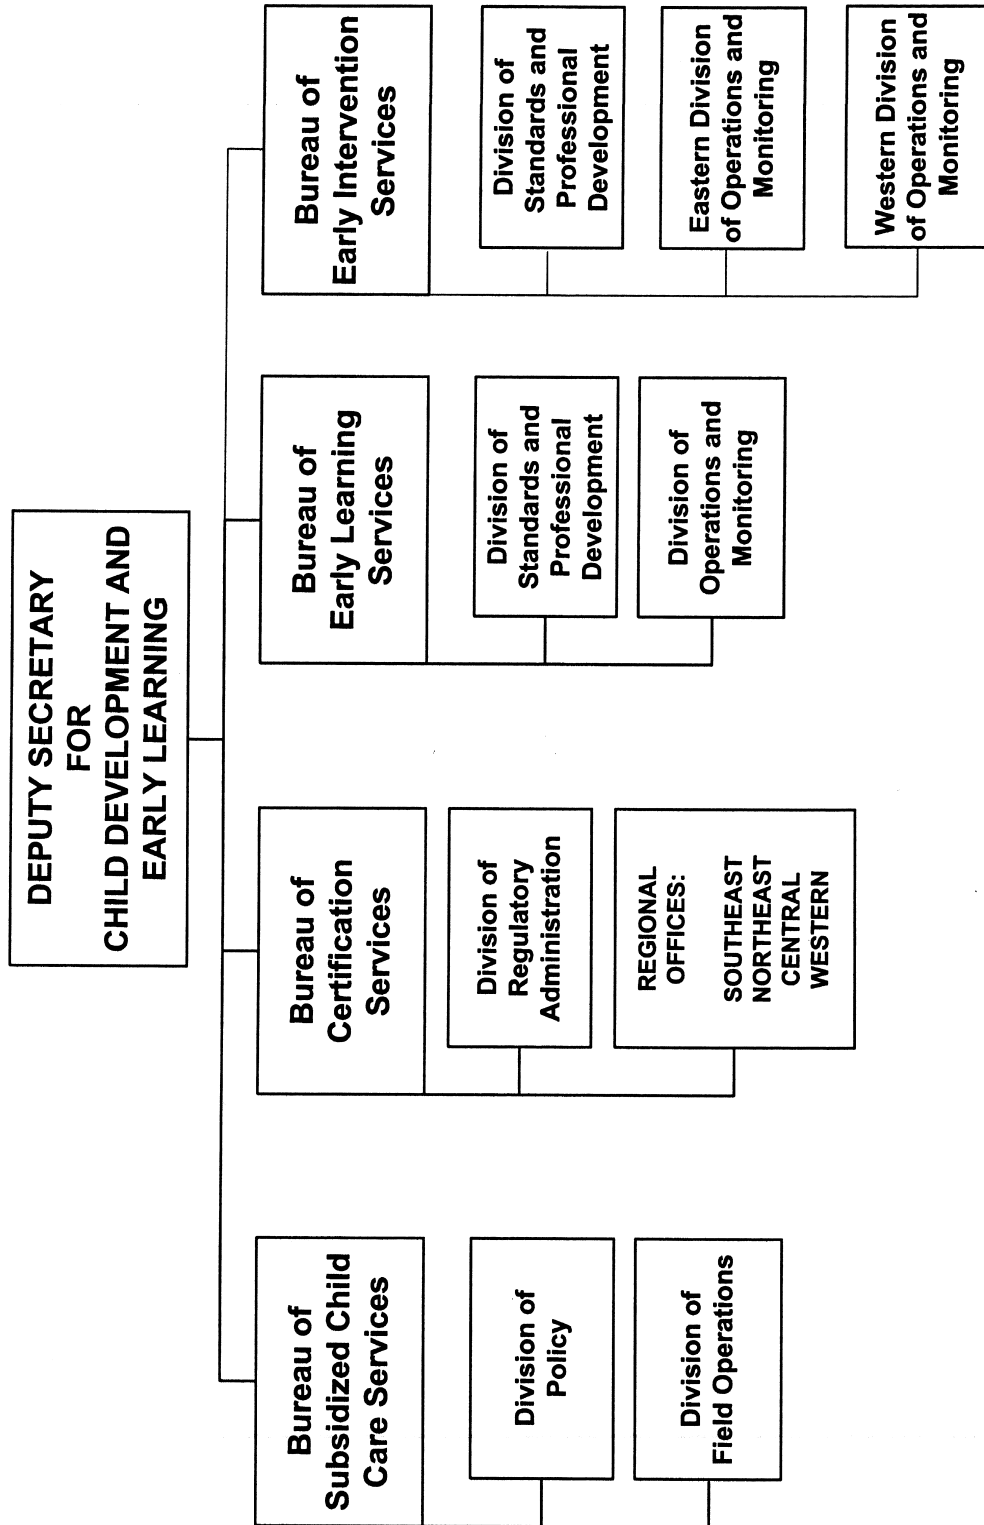 DEPUTY SECRETARY
FOR
CHILD DEVELOPMENT AND
EARLY LEARNING
Bureau of
Subsidized Child
Care Services
Division of
Policy
Division of
Field Operations
Bureau of
Certification
Services
Division of
Regulatory
Administration
REGIONAL
OFFICES:
SOUTHEAST
NORTHEAST
CENTRAL
WESTERN
Bureau of
Early Learning
Services
Division of
Standards and
Professional
Development
Division of
Operations and
Monitoring
Bureau of
Early Intervention
Services
Division of
Standards and
Professional
Development
Eastern Division
of Operations and
Monitoring
Western Division
of Operations and
Monitoring